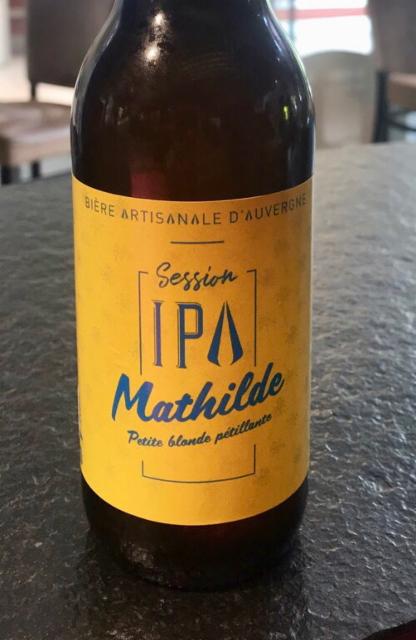 BIÈRE ARTISANALE D'AUVERGNE
Session
IPA
Mathilde
Petite blonde pétillante